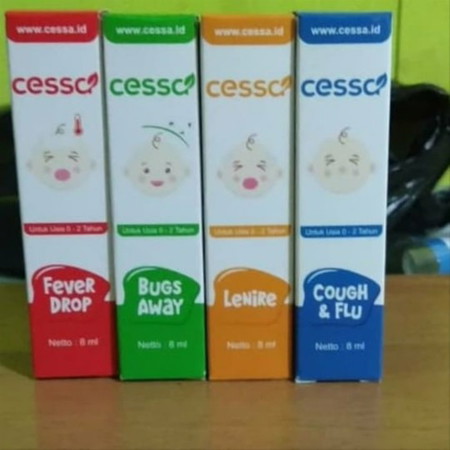 www.cessa.id
cessa
Untuk Usia 0 - 2 Tahun
FEVER
DROP
Netto : 8 ml
www.cessa.id
cessa
Untuk Usia 0 - 2 Tahun
BUGS
AWAY
Netto : 8 ml
www.cessa.id
cessa
Untuk Usia 0 - 2 Tahun
LENIRE
Netto : 8 ml
www.cessa.id
cessa
Untuk Usia 0 - 2 Tahun
COUGH
& FLU
Netto : 8 ml